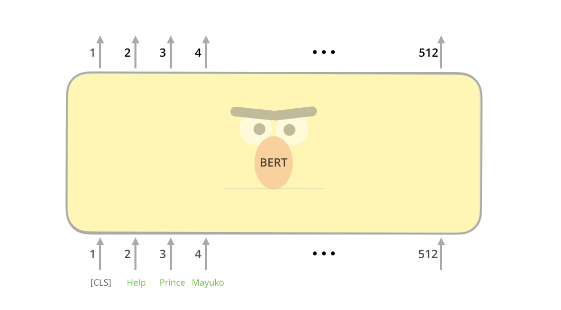 1 2 3 4 ••• 512
BERT
1 2 3 4 ••• 512
[CLS] Help Prince Mayuko